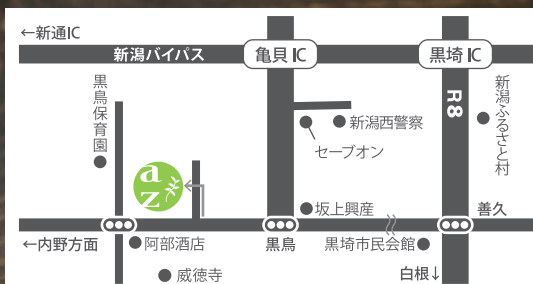 ←新通IC
新潟バイパス
亀貝IC
黒埼IC
黒鳥保育園
R8
新潟ふるさと村
新潟西警察
セーブオン
az
坂上興産
善久
←内野方面
阿部酒店
黒鳥
黒埼市民会館
威徳寺
白根↓